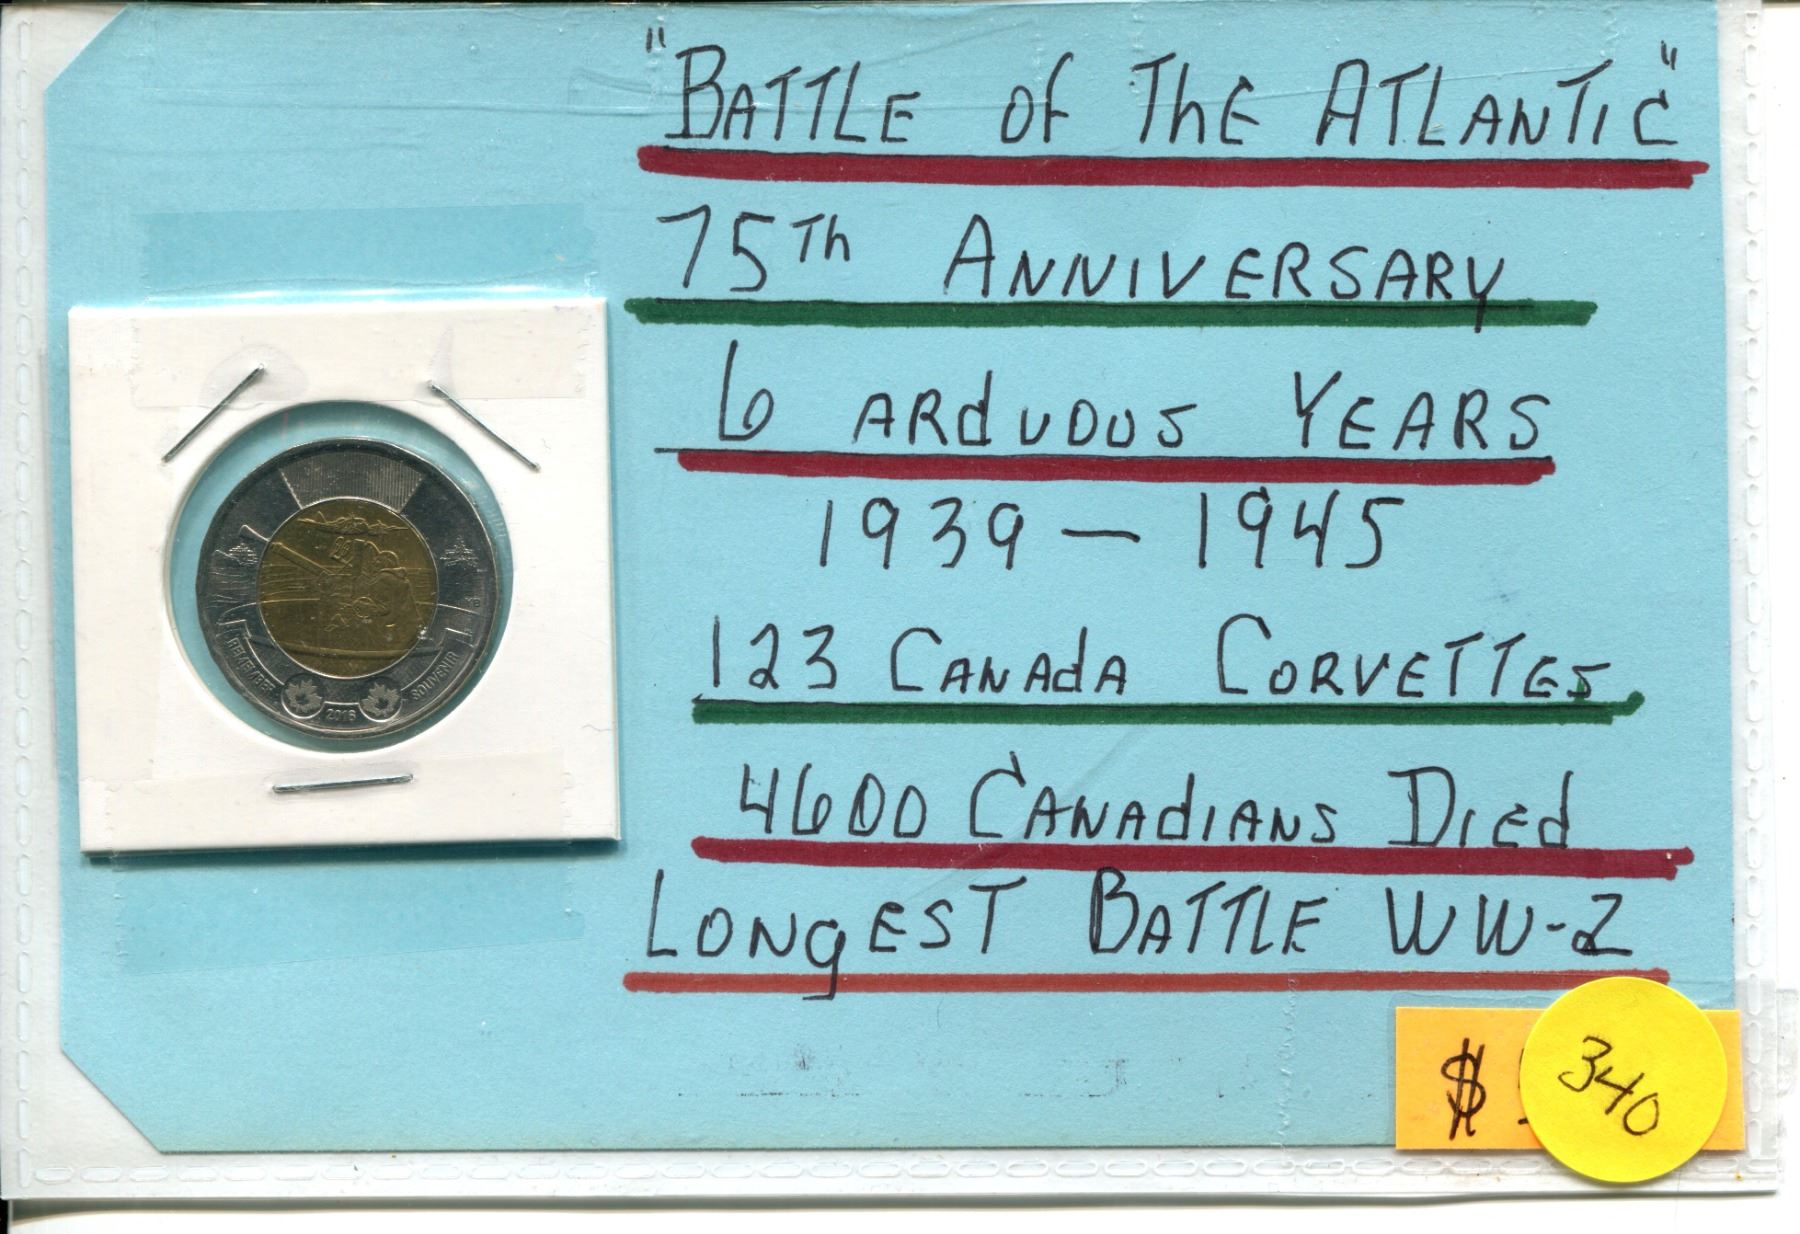 "BATTLE OF THE ATLANTIC"
75TH ANNIVERSARY
6 ARDUOUS YEARS
1939 - 1945
123 CANADA CORVETTES
4600 CANADIANS DIED
LONGEST BATTLE WW-2
REMEMBER
2016
SOUVENIR
$
340